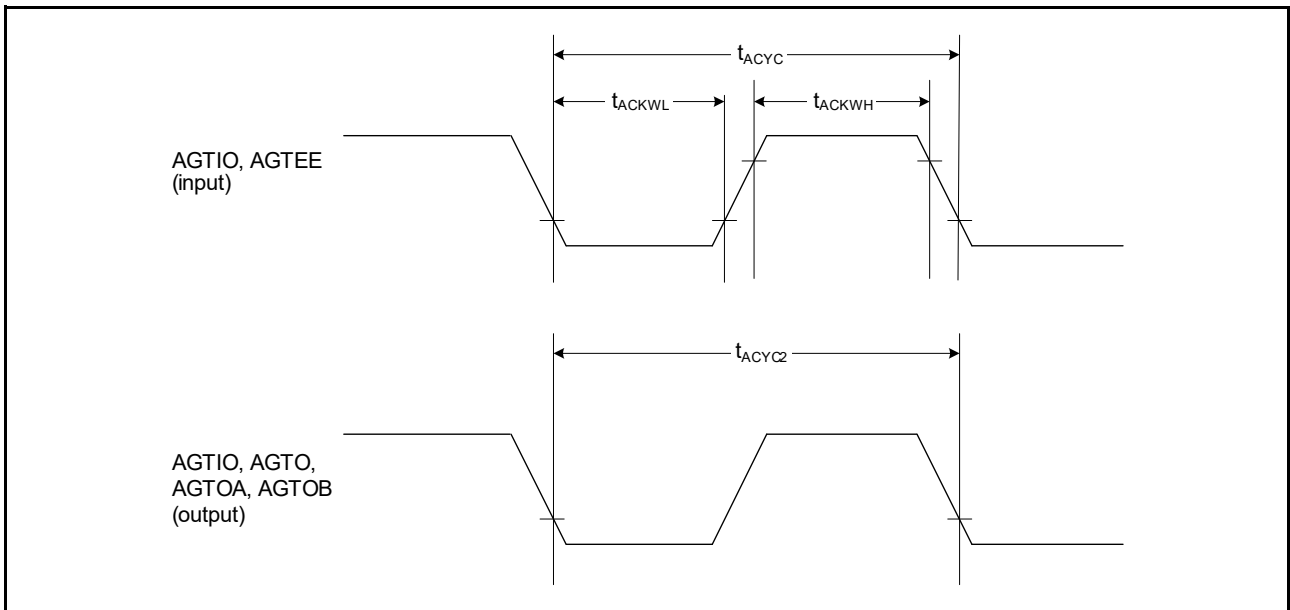 tACYC
tACKWL
tACKWH
AGTIO, AGTEE
(input)
tACYC2
AGTIO, AGTO,
AGTOA, AGTOB
(output)